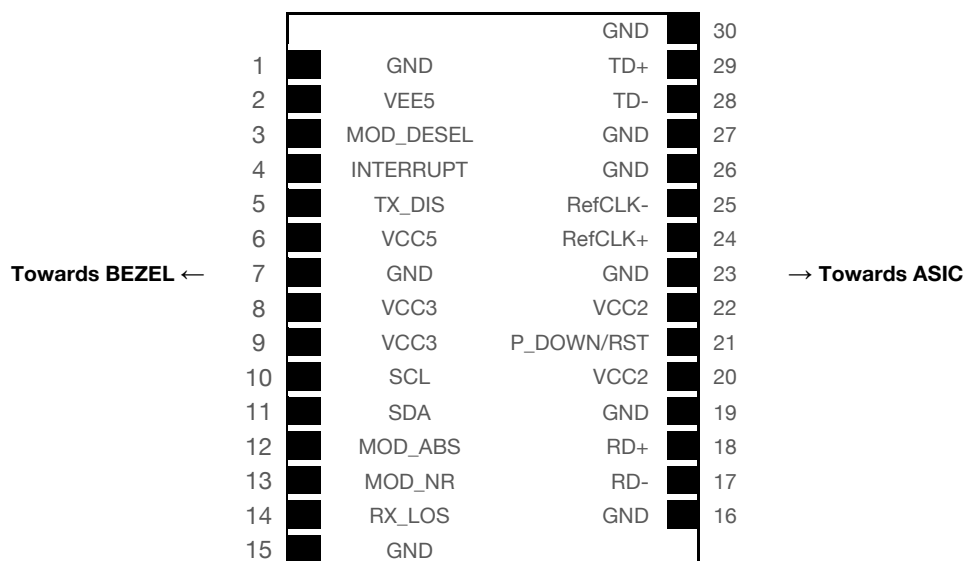 GND 30
1 GND TD+ 29
2 VEE5 TD- 28
3 MOD_DESEL GND 27
4 INTERRUPT GND 26
5 TX_DIS RefCLK- 25
6 VCC5 RefCLK+ 24
Towards BEZEL ← 7 GND GND 23 → Towards ASIC
8 VCC3 VCC2 22
9 VCC3 P_DOWN/RST 21
10 SCL VCC2 20
11 SDA GND 19
12 MOD_ABS RD+ 18
13 MOD_NR RD- 17
14 RX_LOS GND 16
15 GND